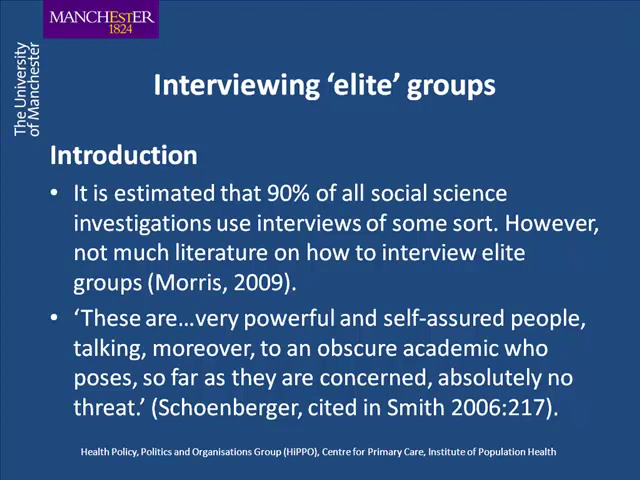 MANCHESTER
1824
The University
of Manchester
Interviewing ‘elite’ groups
Introduction
• It is estimated that 90% of all social science
investigations use interviews of some sort. However,
not much literature on how to interview elite
groups (Morris, 2009).
• ‘These are…very powerful and self-assured people,
talking, moreover, to an obscure academic who
poses, so far as they are concerned, absolutely no
threat.’ (Schoenberger, cited in Smith 2006:217).
Health Policy, Politics and Organisations Group (HiPPO), Centre for Primary Care, Institute of Population Health